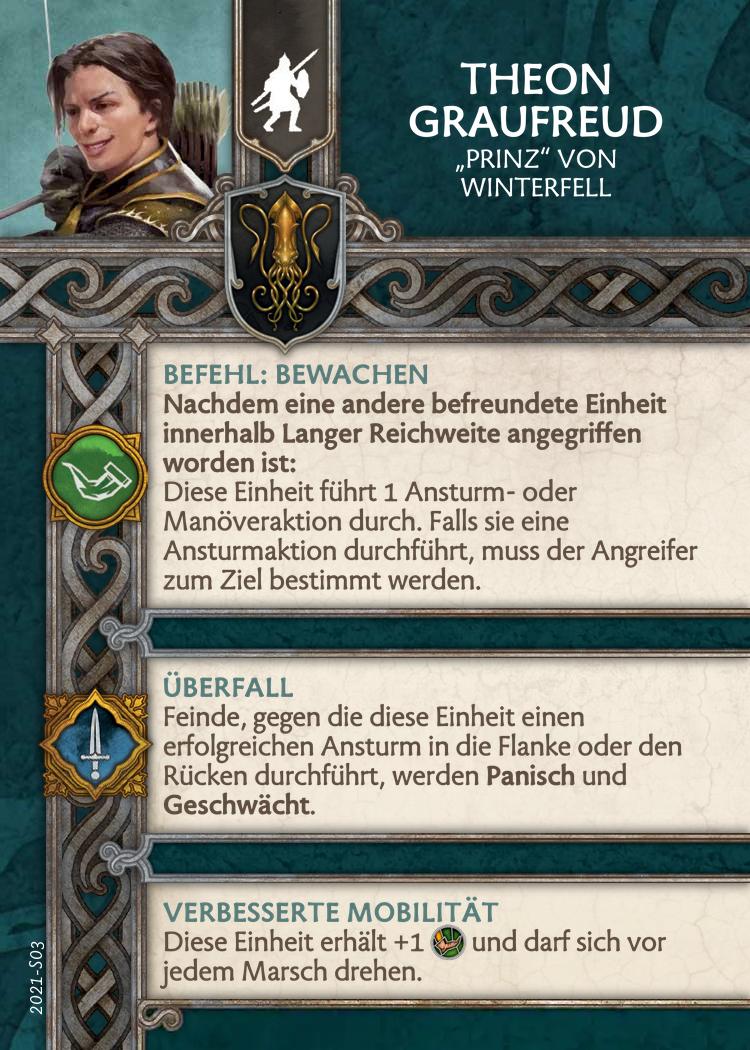 THEON
GRAUFREUD
„PRINZ“ VON
WINTERFELL
BEFEHL: BEWACHEN
Nachdem eine andere befreundete Einheit
innerhalb Langer Reichweite angegriffen
worden ist:
Diese Einheit führt 1 Ansturm- oder
Manöveraktion durch. Falls sie eine
Ansturmaktion durchführt, muss der Angreifer
zum Ziel bestimmt werden.
ÜBERFALL
Feinde, gegen die diese Einheit einen
erfolgreichen Ansturm in die Flanke oder den
Rücken durchführt, werden Panisch und
Geschwächt.
VERBESSERTE MOBILITÄT
Diese Einheit erhält +1 und darf sich vor
jedem Marsch drehen.
2021-S03